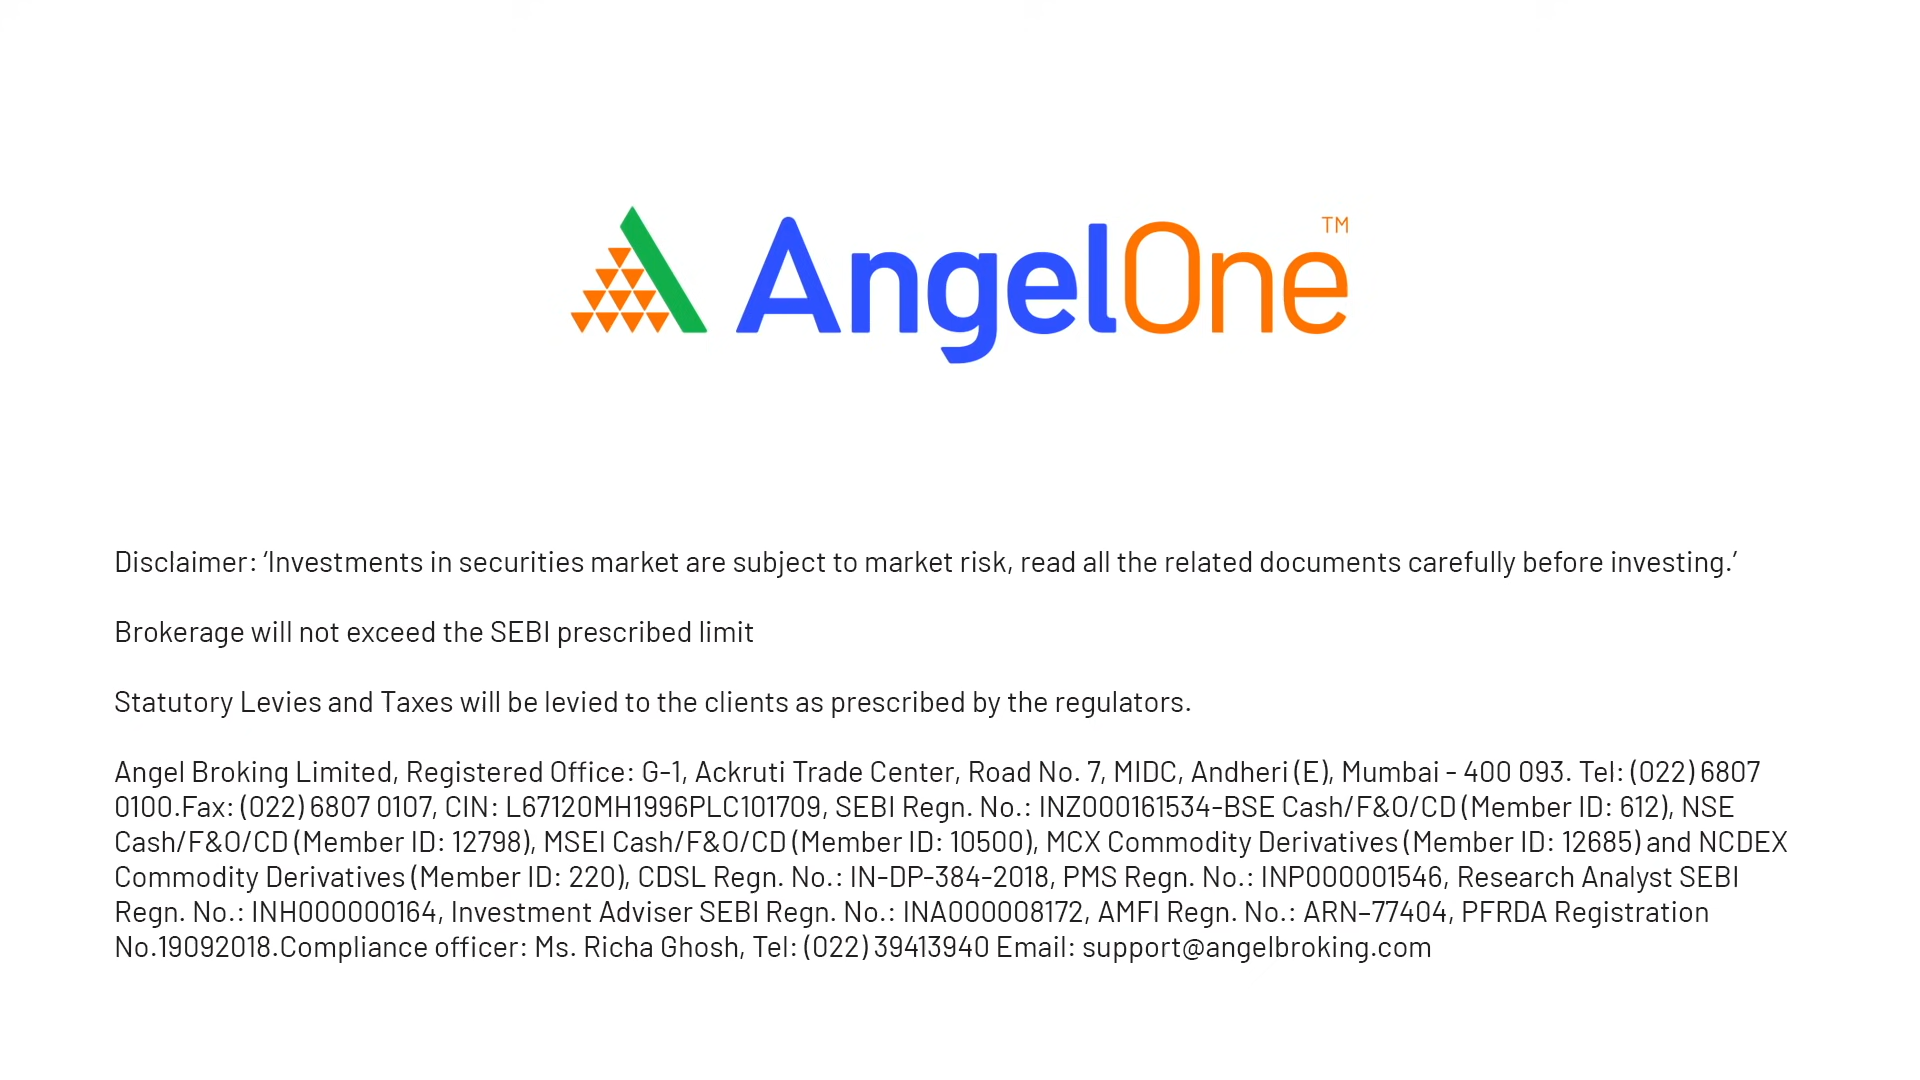 AngelOne™
Disclaimer: ‘Investments in securities market are subject to market risk, read all the related documents carefully before investing.’
Brokerage will not exceed the SEBI prescribed limit
Statutory Levies and Taxes will be levied to the clients as prescribed by the regulators.
Angel Broking Limited, Registered Office: G-1, Ackruti Trade Center, Road No. 7, MIDC, Andheri (E), Mumbai - 400 093. Tel: (022) 6807
0100.Fax: (022) 6807 0107, CIN: L67120MH1996PLC101709, SEBI Regn. No.: INZ000161534-BSE Cash/F&O/CD (Member ID: 612), NSE
Cash/F&O/CD (Member ID: 12798), MSEI Cash/F&O/CD (Member ID: 10500), MCX Commodity Derivatives (Member ID: 12685) and NCDEX
Commodity Derivatives (Member ID: 220), CDSL Regn. No.: IN-DP-384-2018, PMS Regn. No.: INP000001546, Research Analyst SEBI
Regn. No.: INH000000164, Investment Adviser SEBI Regn. No.: INA000008172, AMFI Regn. No.: ARN–77404, PFRDA Registration
No.19092018.Compliance officer: Ms. Richa Ghosh, Tel: (022) 39413940 Email: support@angelbroking.com